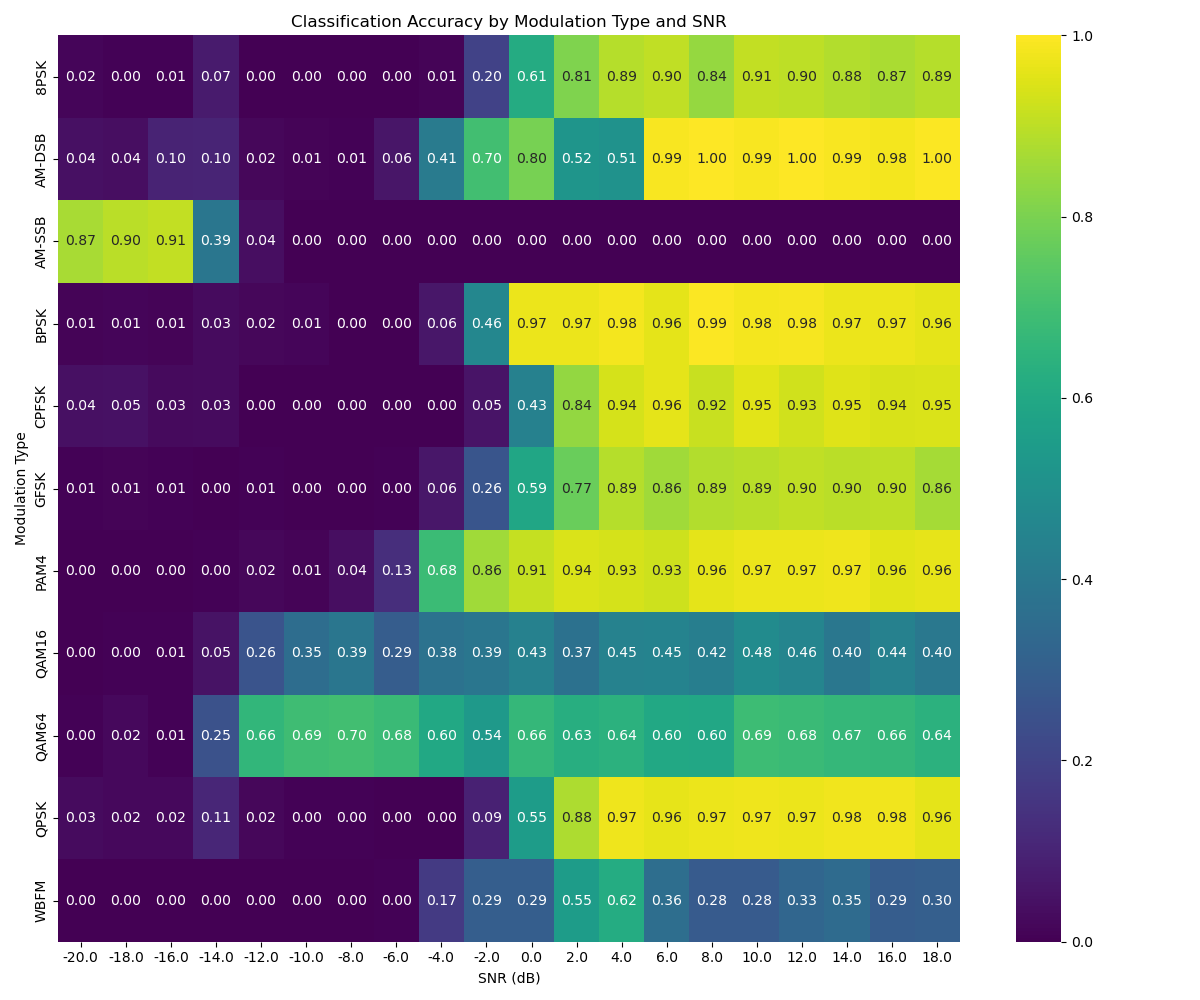 Classification Accuracy by Modulation Type and SNR
8PSK 0.02 0.00 0.01 0.07 0.00 0.00 0.00 0.00 0.01 0.20 0.61 0.81 0.89 0.90 0.84 0.91 0.90 0.88 0.87 0.89
AM-DSB 0.04 0.04 0.10 0.10 0.02 0.01 0.01 0.06 0.41 0.70 0.80 0.52 0.51 0.99 1.00 0.99 1.00 0.99 0.98 1.00
AM-SSB 0.87 0.90 0.91 0.39 0.04 0.00 0.00 0.00 0.00 0.00 0.00 0.00 0.00 0.00 0.00 0.00 0.00 0.00 0.00 0.00
BPSK 0.01 0.01 0.01 0.03 0.02 0.01 0.00 0.00 0.06 0.46 0.97 0.97 0.98 0.96 0.99 0.98 0.98 0.97 0.97 0.96
CPFSK 0.04 0.05 0.03 0.03 0.00 0.00 0.00 0.00 0.00 0.05 0.43 0.84 0.94 0.96 0.92 0.95 0.93 0.95 0.94 0.95
GFSK 0.01 0.01 0.01 0.00 0.01 0.00 0.00 0.00 0.06 0.26 0.59 0.77 0.89 0.86 0.89 0.89 0.90 0.90 0.90 0.86
PAM4 0.00 0.00 0.00 0.00 0.02 0.01 0.04 0.13 0.68 0.86 0.91 0.94 0.93 0.93 0.96 0.97 0.97 0.97 0.96 0.96
QAM16 0.00 0.00 0.01 0.05 0.26 0.35 0.39 0.29 0.38 0.39 0.43 0.37 0.45 0.45 0.42 0.48 0.46 0.40 0.44 0.40
QAM64 0.00 0.02 0.01 0.25 0.66 0.69 0.70 0.68 0.60 0.54 0.66 0.63 0.64 0.60 0.60 0.69 0.68 0.67 0.66 0.64
QPSK 0.03 0.02 0.02 0.11 0.02 0.00 0.00 0.00 0.00 0.09 0.55 0.88 0.97 0.96 0.97 0.97 0.97 0.98 0.98 0.96
WBFM 0.00 0.00 0.00 0.00 0.00 0.00 0.00 0.00 0.17 0.29 0.29 0.55 0.62 0.36 0.28 0.28 0.33 0.35 0.29 0.30
-20.0 -18.0 -16.0 -14.0 -12.0 -10.0 -8.0 -6.0 -4.0 -2.0 0.0 2.0 4.0 6.0 8.0 10.0 12.0 14.0 16.0 18.0
SNR (dB)
Modulation Type
1.0
0.8
0.6
0.4
0.2
0.0